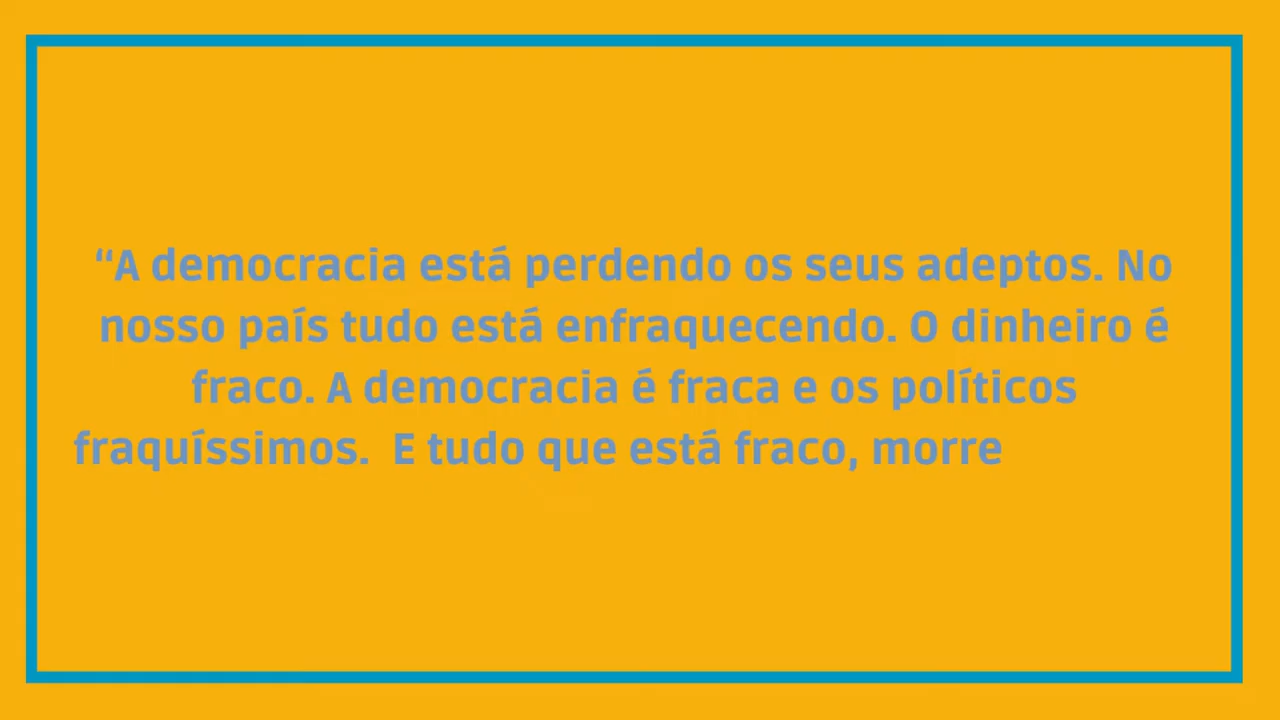 “A democracia está perdendo os seus adeptos. No
nosso país tudo está enfraquecendo. O dinheiro é
fraco. A democracia é fraca e os políticos
fraquíssimos.  E tudo que está fraco, morre